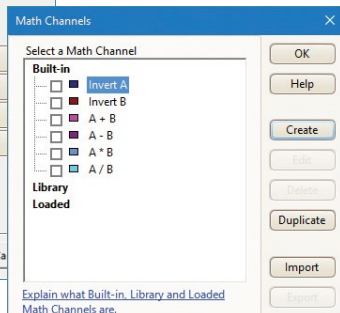 Math Channels
Select a Math Channel
Built-in
Invert A
Invert B
A + B
A - B
A * B
A / B
Library
Loaded
Explain what Built-in, Library and Loaded
Math Channels are.
OK
Help
Create
Edit
Delete
Duplicate
Import
Export